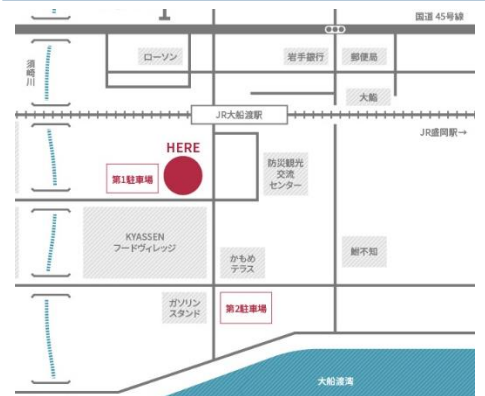 国道 45号線
ローソン
岩手銀行
郵便局
須崎川
大鮨
JR大船渡駅
JR盛岡駅→
HERE
第1駐車場
防災観光
交流
センター
KYASSEN
フードヴィレッジ
かもめ
テラス
鮹不知
ガソリン
スタンド
第2駐車場
大船渡湾